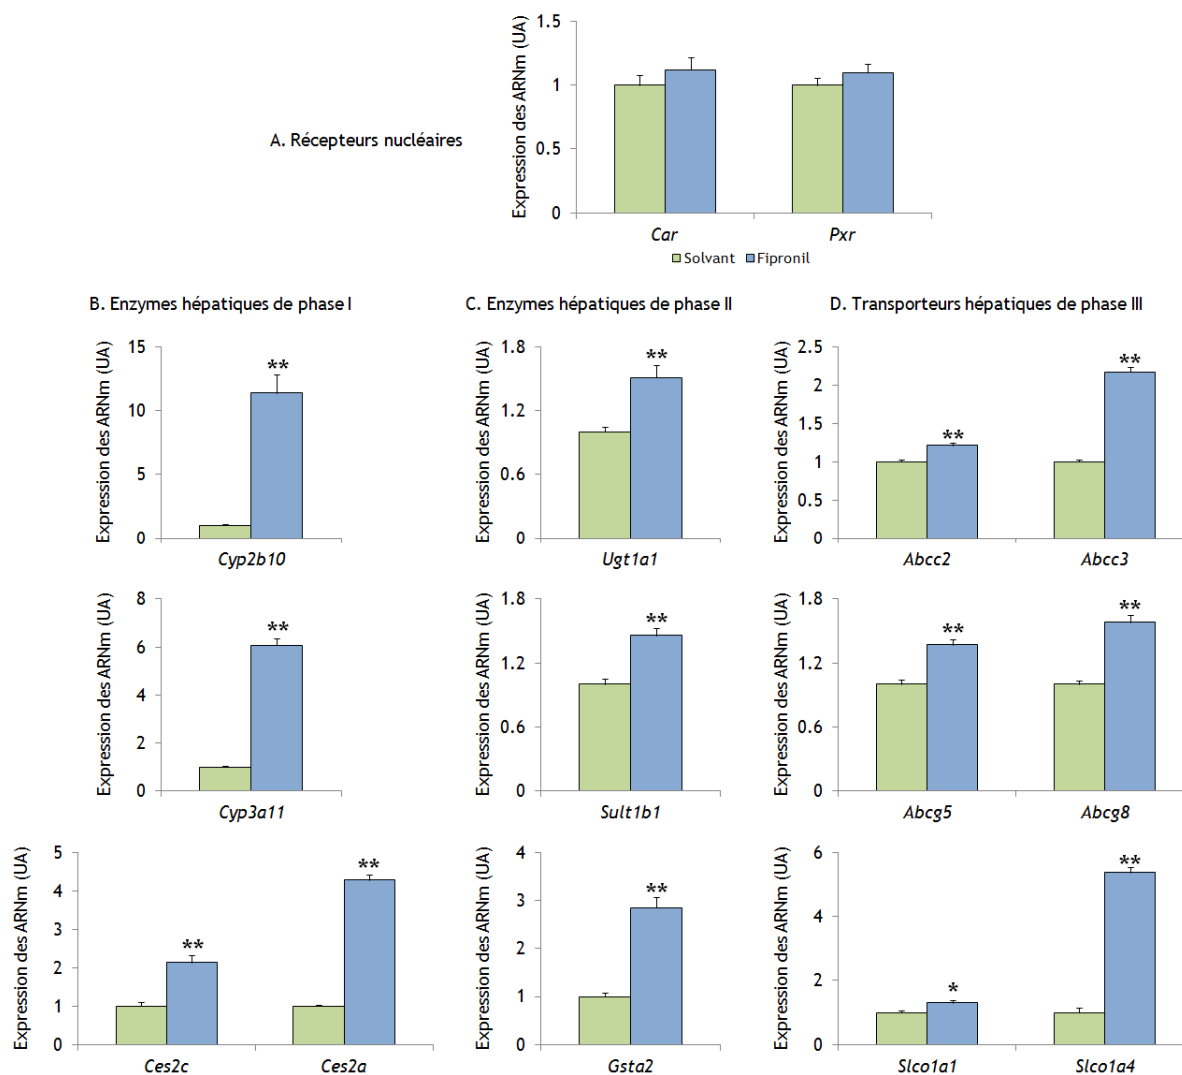 Expression des ARNm (UA)
1.5
1
0.5
0
A. Récepteurs nucléaires
Car
Pxr
Solvant
Fipronil
B. Enzymes hépatiques de phase I
C. Enzymes hépatiques de phase II
D. Transporteurs hépatiques de phase III
Expression des ARNm (UA)
15
10
5
0
**
Cyp2b10
Expression des ARNm (UA)
1.8
1.2
0.6
0
**
Ugt1a1
Expression des ARNm (UA)
2.5
2
1.5
1
0.5
0
**
**
Abcc2
Abcc3
Expression des ARNm (UA)
8
6
4
2
0
**
Cyp3a11
Expression des ARNm (UA)
1.8
1.2
0.6
0
**
Sult1b1
Expression des ARNm (UA)
1.8
1.2
0.6
0
**
**
Abcg5
Abcg8
Expression des ARNm (UA)
5
4
3
2
1
0
**
**
Ces2c
Ces2a
Expression des ARNm (UA)
4
3
2
1
0
**
Gsta2
Expression des ARNm (UA)
6
4
2
0
*
**
Slco1a1
Slco1a4